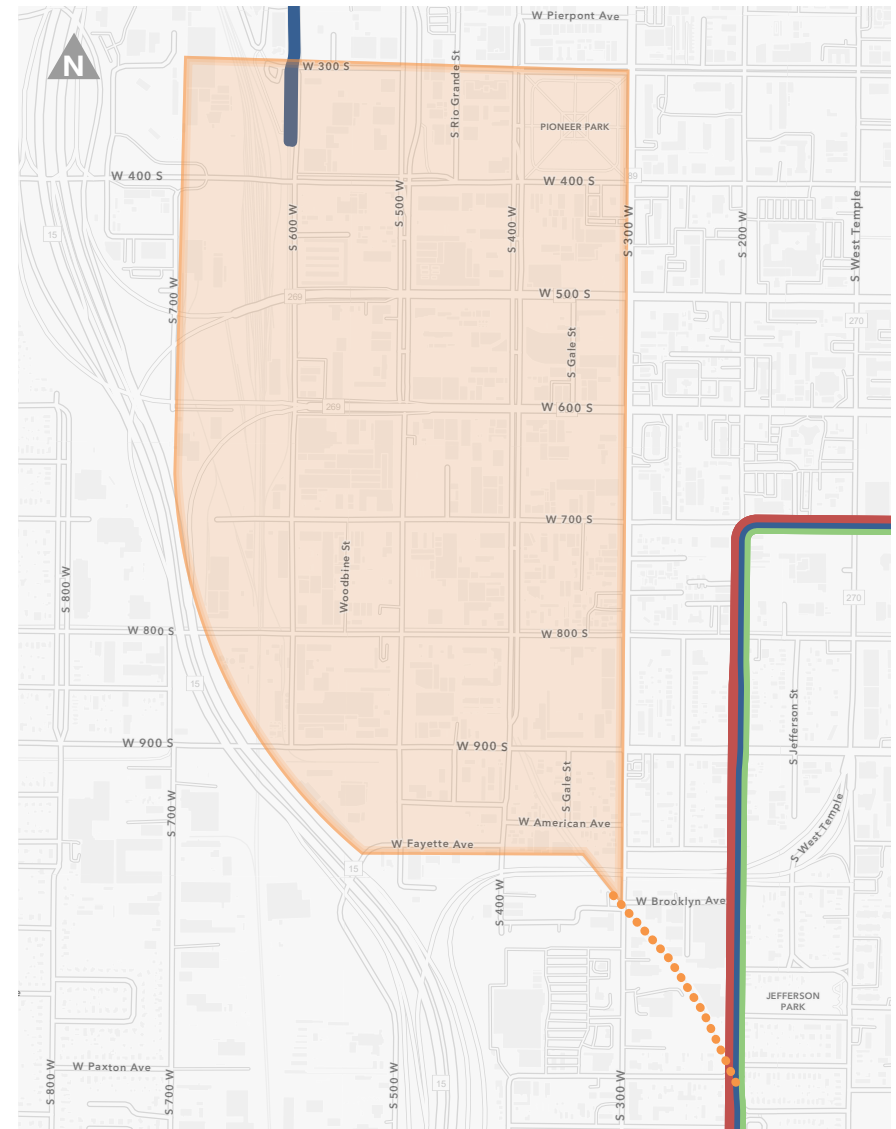 W Pierpont Ave
N
W 300 S
S Rio Grande St
PIONEER PARK
W 400 S
W 400 S
89
S 500 W
S 600 W
S 400 W
S 300 W
S 200 W
S West Temple
15
S 700 W
269
W 500 S
270
S Gale St
269
W 600 S
W 700 S
Woodbine St
S 800 W
270
W 800 S
W 800 S
15
S Jefferson St
W 900 S
W 900 S
S Gale St
S 700 W
W American Ave
S West Temple
W Fayette Ave
15
S 400 W
W Brooklyn Ave
JEFFERSON
PARK
W Paxton Ave
S 800 W
S 700 W
S 500 W
15
S 300 W